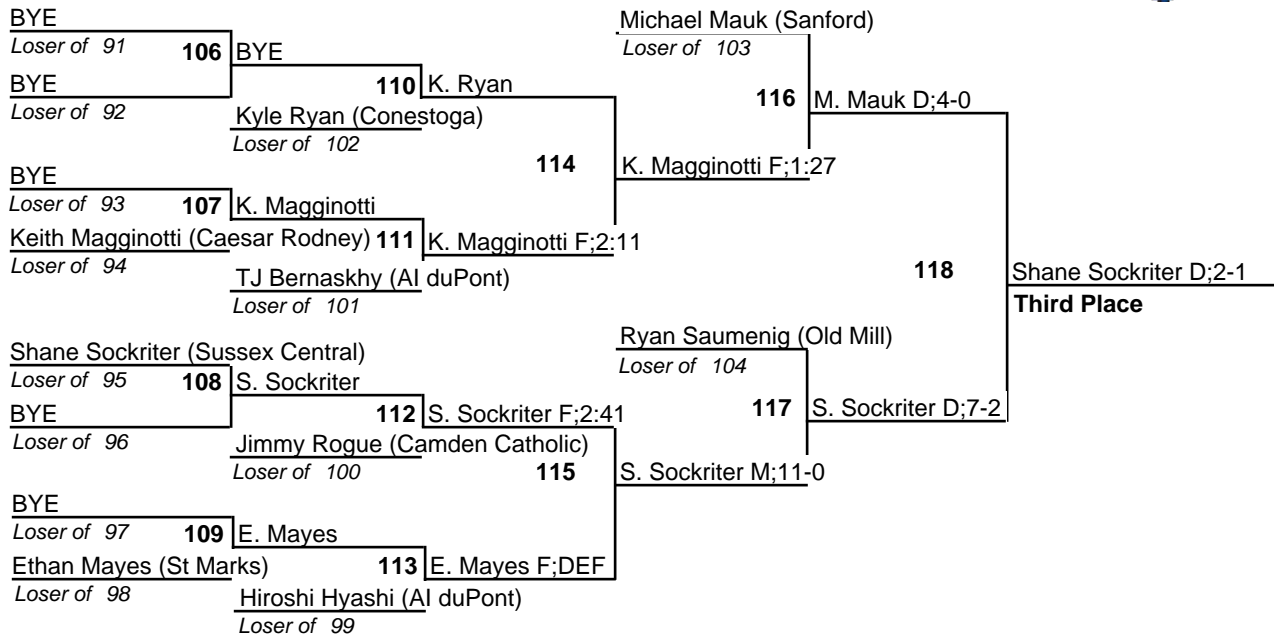 BYE
Loser of 91
106 BYE
BYE
Loser of 92
110 K. Ryan
Kyle Ryan (Conestoga)
Loser of 102
114
BYE
Loser of 93
107 K. Magginotti
Keith Magginotti (Caesar Rodney)
Loser of 94
111 K. Magginotti F;2:11
TJ Bernaskhy (AI duPont)
Loser of 101
Shane Sockriter (Sussex Central)
Loser of 95
108 S. Sockriter
BYE
Loser of 96
112 S. Sockriter F;2:41
Jimmy Rogue (Camden Catholic)
Loser of 100
115
BYE
Loser of 97
109 E. Mayes
Ethan Mayes (St Marks)
Loser of 98
113 E. Mayes F;DEF
Hiroshi Hyashi (AI duPont)
Loser of 99
Michael Mauk (Sanford)
Loser of 103
116 M. Mauk D;4-0
K. Magginotti F;1:27
118 Shane Sockriter D;2-1
Third Place
Ryan Saumenig (Old Mill)
Loser of 104
117 S. Sockriter D;7-2
S. Sockriter M;11-0